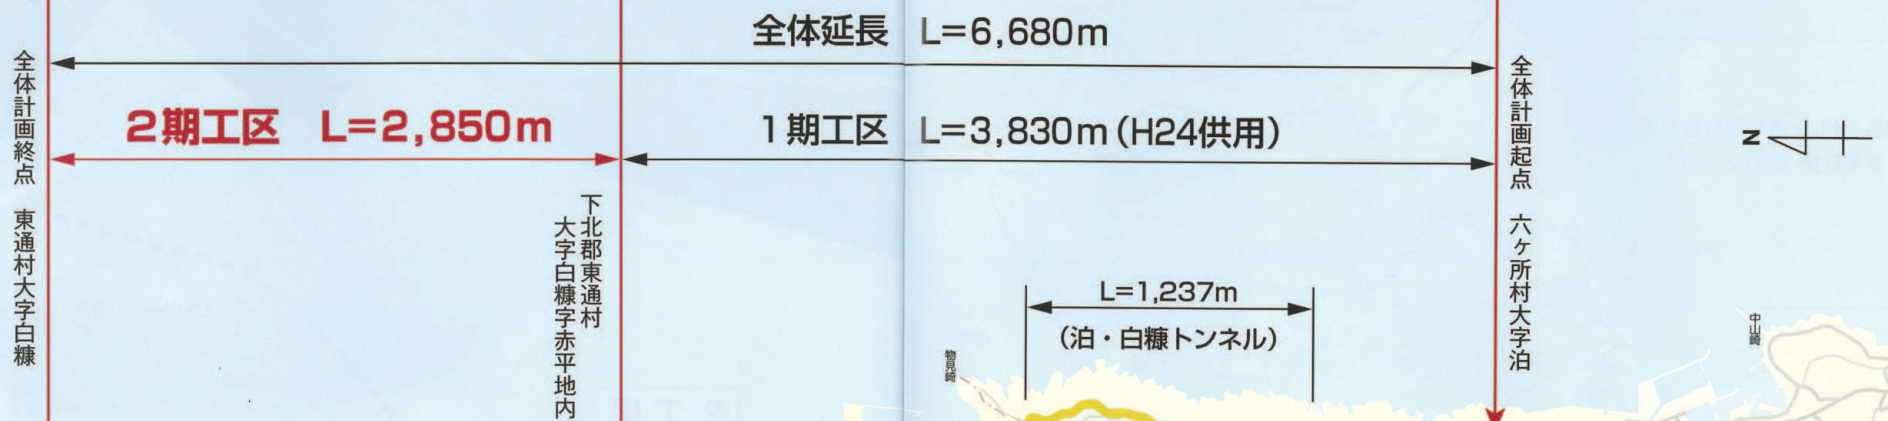 全体延長 L=6,680m
2期工区 L=2,850m
1期工区 L=3,830m(H24供用)
全体計画終点 東通村大字白糠
下北郡東通村
大字白糠字赤平地内
全体計画起点 六ヶ所村大字泊
N
L=1,237m
(泊・白糠トンネル)
物見崎
中山崎